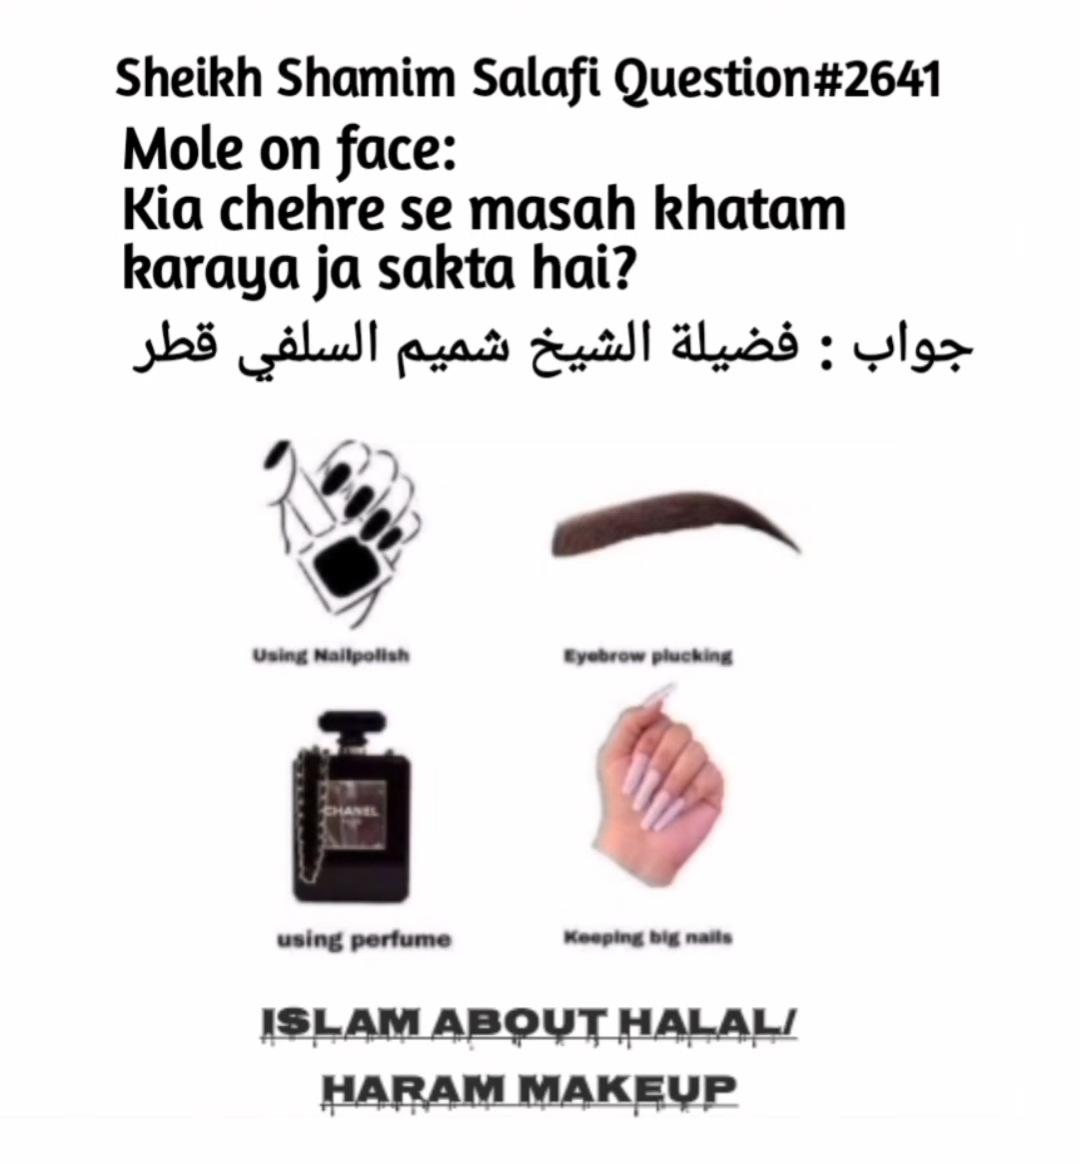 Sheikh Shamim Salafi Question#2641
Mole on face:
Kia chehre se masah khatam
karaya ja sakta hai?
جواب : فضيلة الشيخ شميم السلفي قطر
Using Nailpolish
Eyebrow plucking
CHANEL
using perfume
Keeping big nails
ISLAM ABOUT HALAL/
HARAM MAKEUP